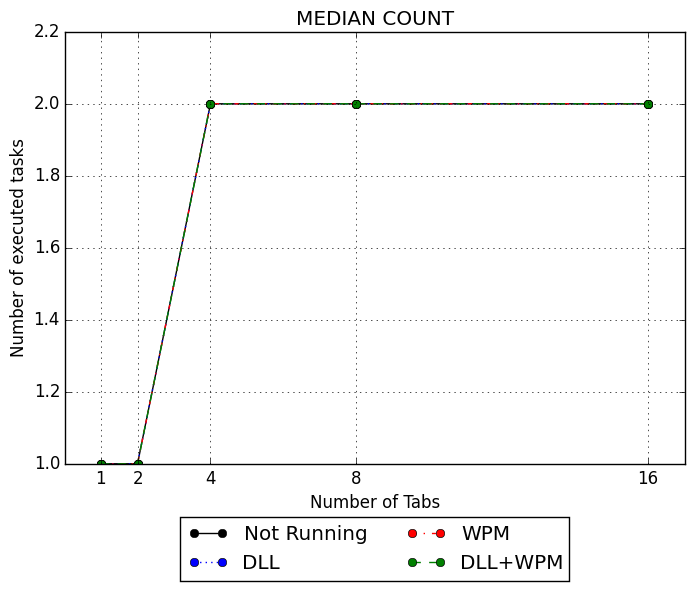 MEDIAN COUNT
2.2
2.0
1.8
1.6
1.4
1.2
1.0
Number of executed tasks
1 2 4 8 16
Number of Tabs
Not Running WPM
DLL DLL+WPM